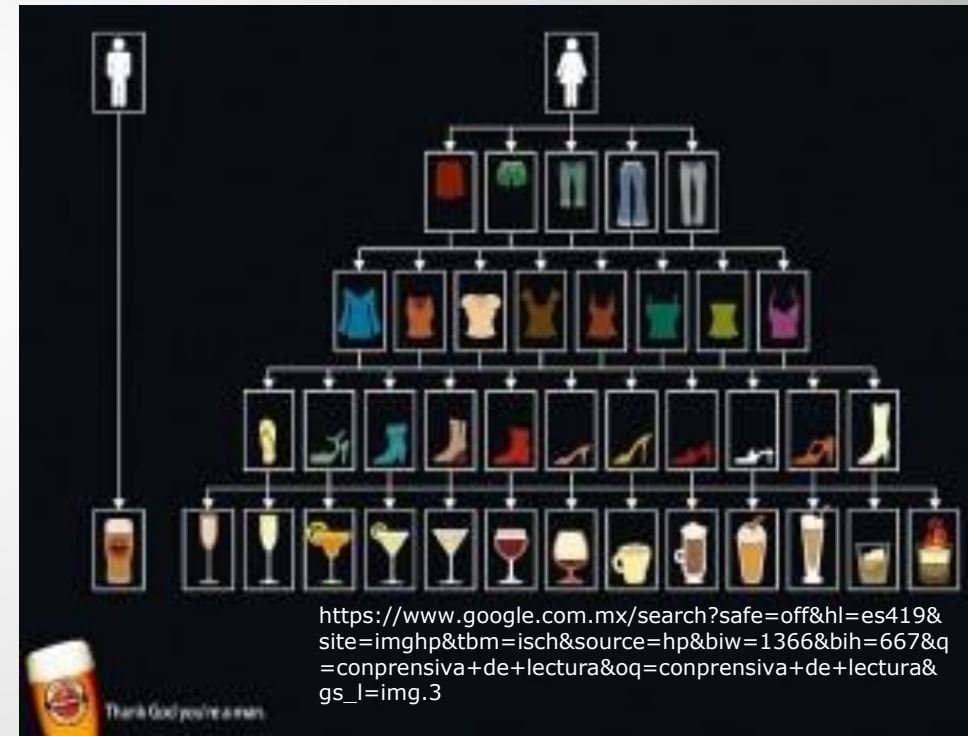 https://www.google.com.mx/search?safe=off&hl=es419&
site=imghp&tbm=isch&source=hp&biw=1366&bih=667&q
=conprensiva+de+lectura&oq=conprensiva+de+lectura&
gs_l=img.3
Thank God you're a man.